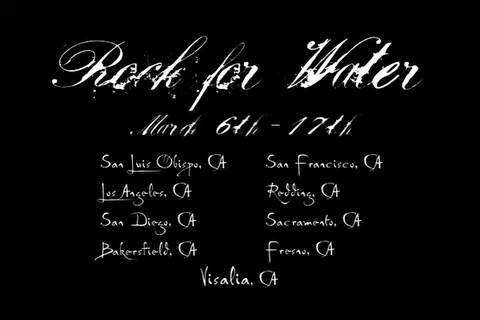 Rock for Water
March 6th - 17th
San Luis Obispo, CA
San Francisco, CA
Los Angeles, CA
Redding, CA
San Diego, CA
Sacramento, CA
Bakersfield, CA
Fresno, CA
Visalia, CA